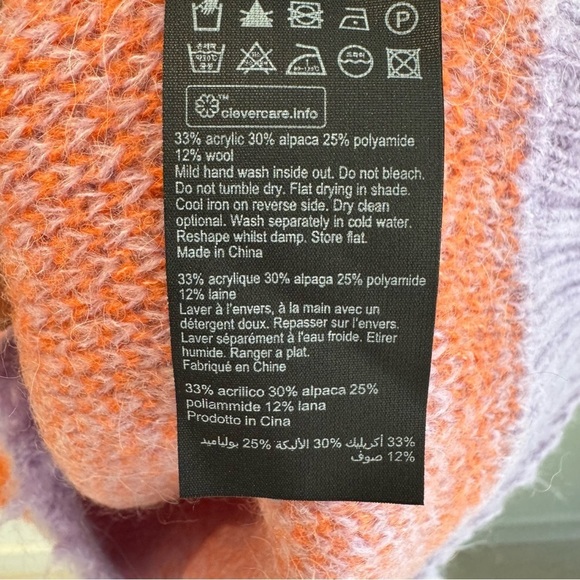 P
clevercare.info
33% acrylic 30% alpaca 25% polyamide
12% wool
Mild hand wash inside out. Do not bleach.
Do not tumble dry. Flat drying in shade.
Cool iron on reverse side. Dry clean
optional. Wash separately in cold water.
Reshape whilst damp. Store flat.
Made in China
33% acrylique 30% alpaga 25% polyamide
12% laine
Laver à l'envers, à la main avec un
détergent doux. Repasser sur l'envers.
Laver séparément à l'eau froide. Etirer
humide. Ranger a plat.
Fabriqué en Chine
33% acrilico 30% alpaca 25%
poliammide 12% lana
Prodotto in Cina
33% أكريليك 30% الألبكة 25% بولياميد
12% صوف